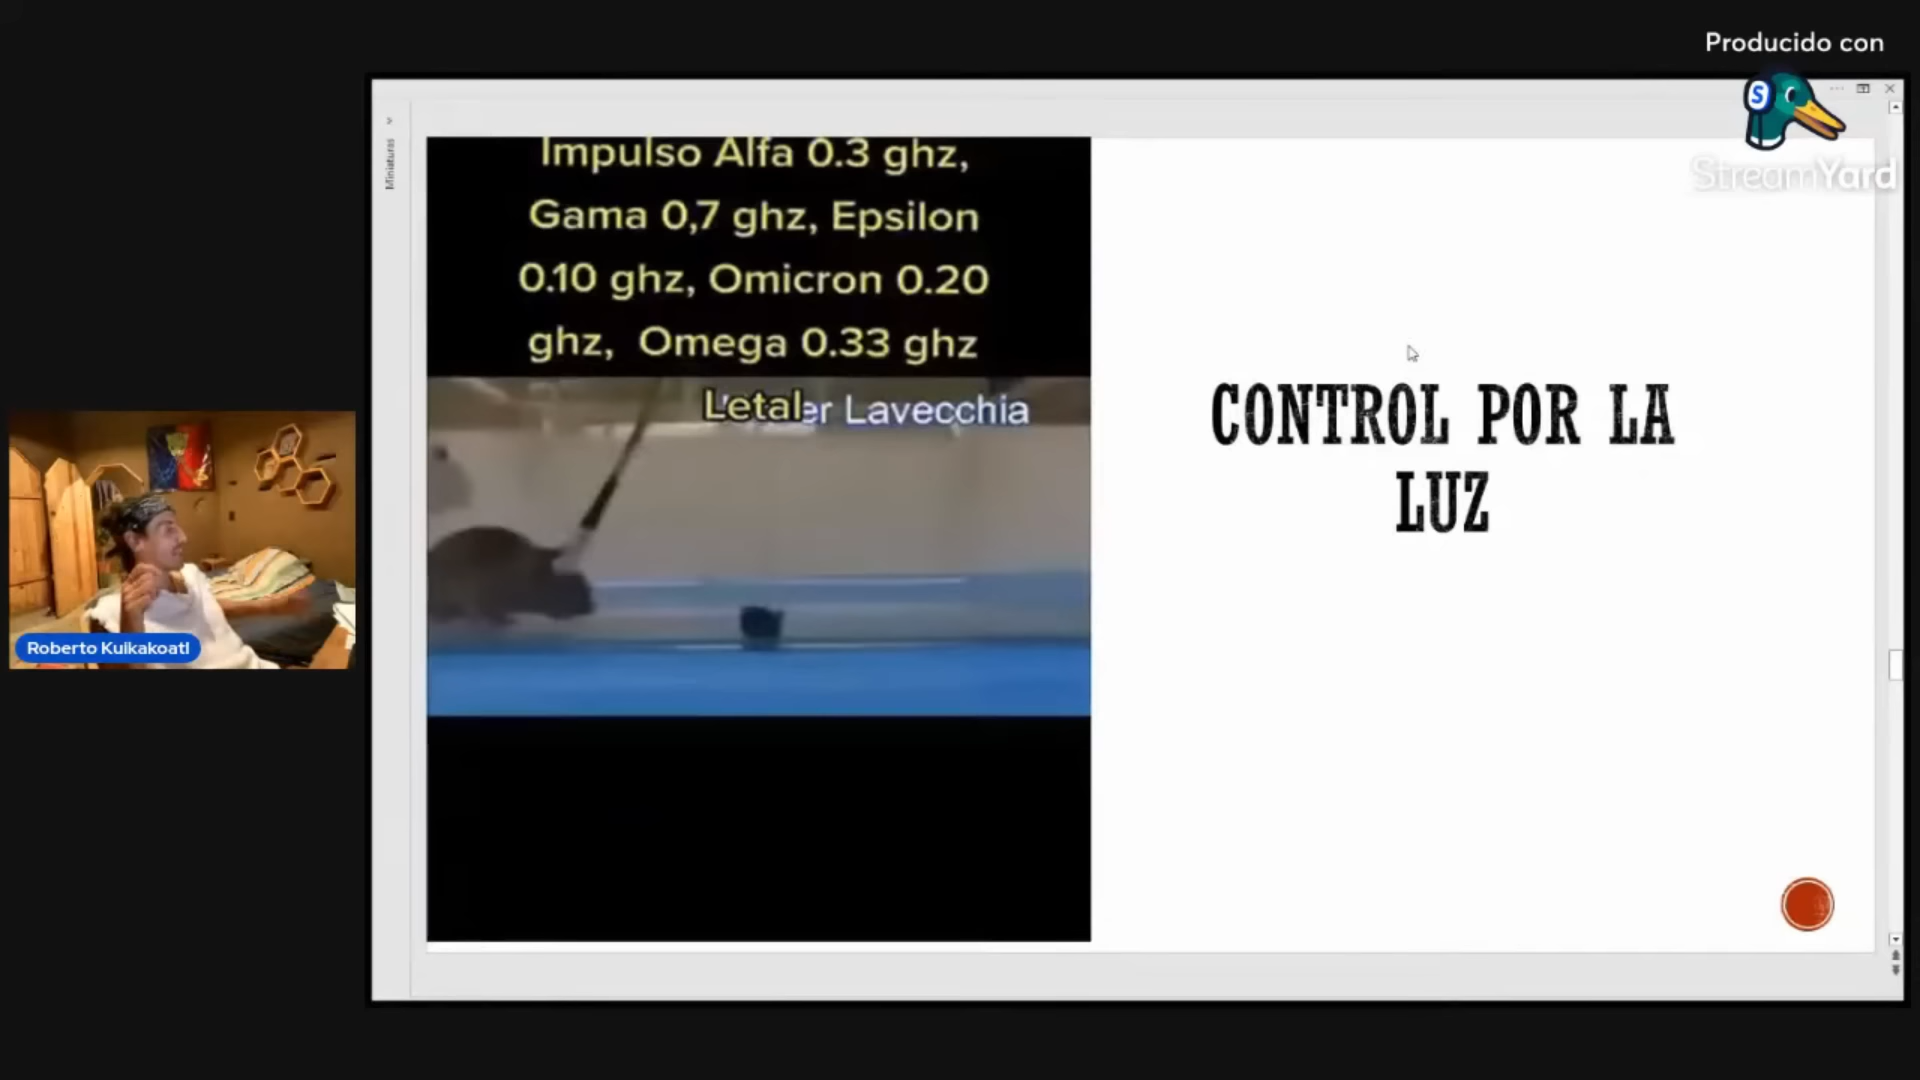 Producido con
StreamYard
Miniaturas
Impulso Alfa 0.3 ghz,
Gama 0,7 ghz, Epsilon
0.10 ghz, Omicron 0.20
ghz, Omega 0.33 ghz
Letal
er Lavecchia
CONTROL POR LA
LUZ
Roberto Kuikakoatl